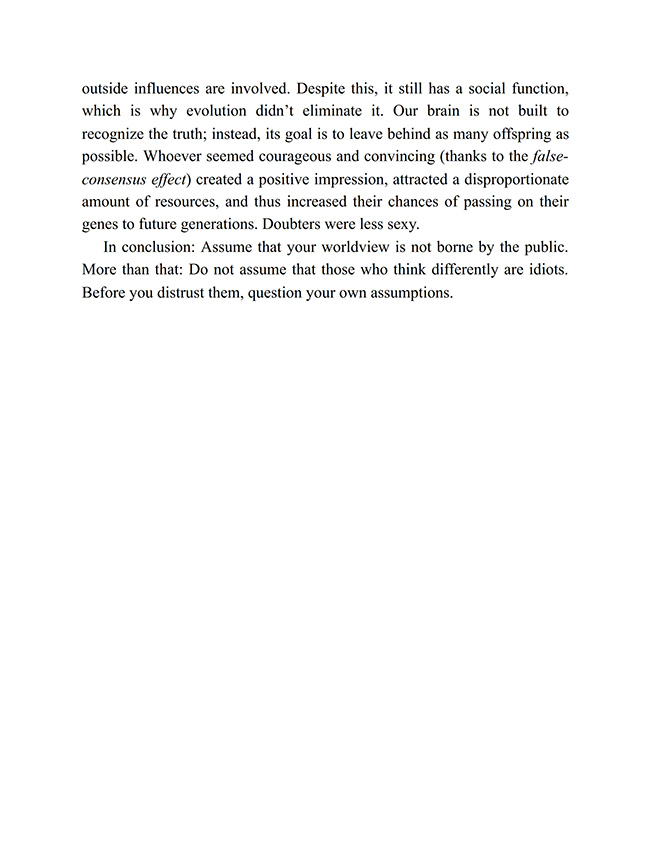 outside influences are involved. Despite this, it still has a social function,
which is why evolution didn’t eliminate it. Our brain is not built to
recognize the truth; instead, its goal is to leave behind as many offspring as
possible. Whoever seemed courageous and convincing (thanks to the false-
consensus effect) created a positive impression, attracted a disproportionate
amount of resources, and thus increased their chances of passing on their
genes to future generations. Doubters were less sexy.
In conclusion: Assume that your worldview is not borne by the public.
More than that: Do not assume that those who think differently are idiots.
Before you distrust them, question your own assumptions.